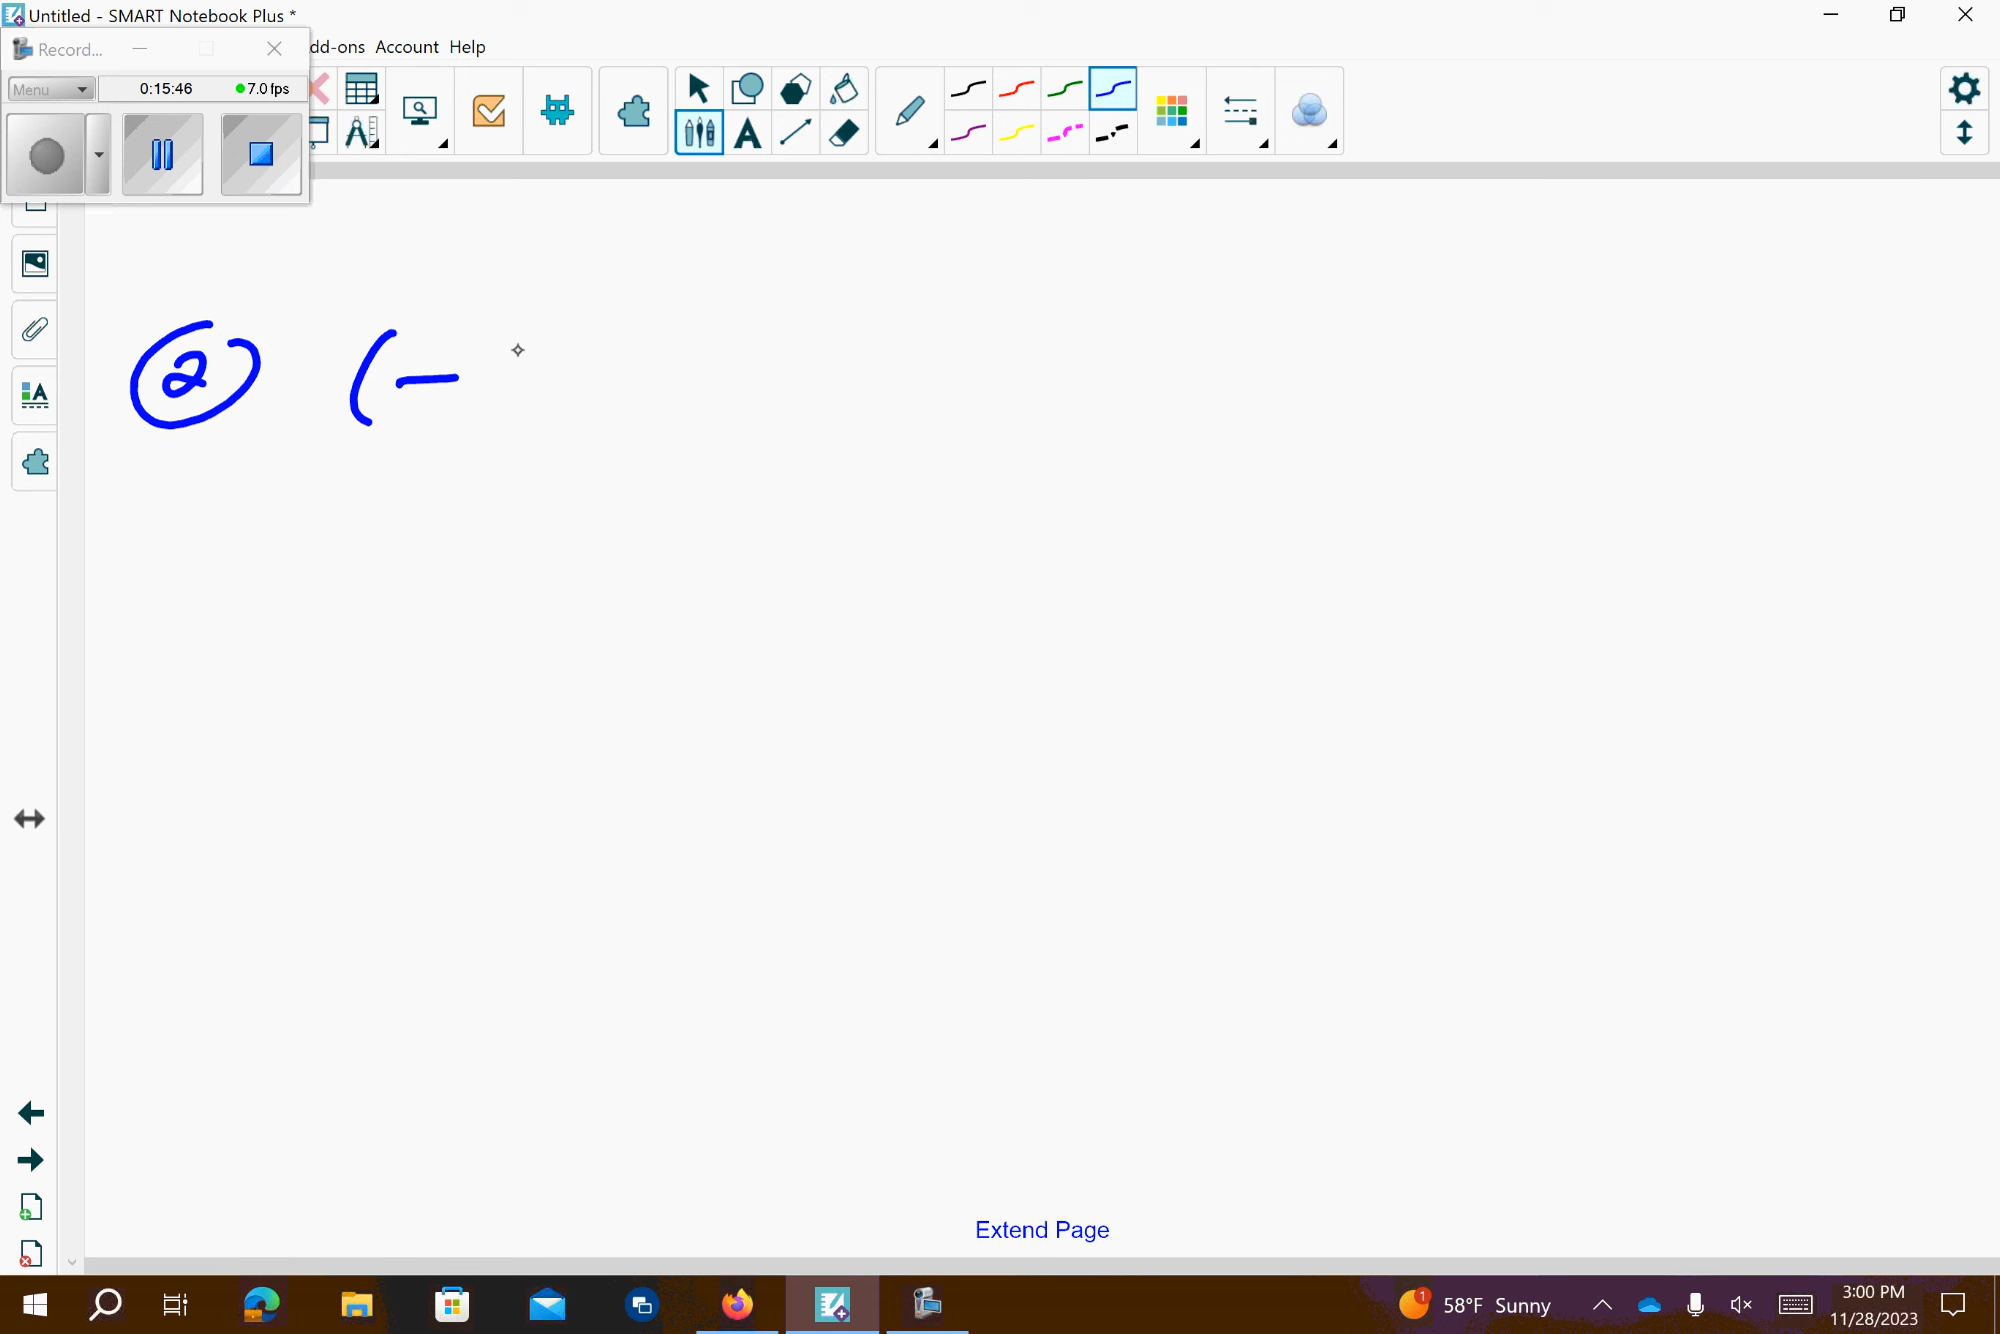 Untitled - SMART Notebook Plus *
Record...
dd-ons Account Help
Menu 0:15:46 7.0 fps
② (-
Extend Page
1 58°F Sunny
3:00 PM
11/28/2023